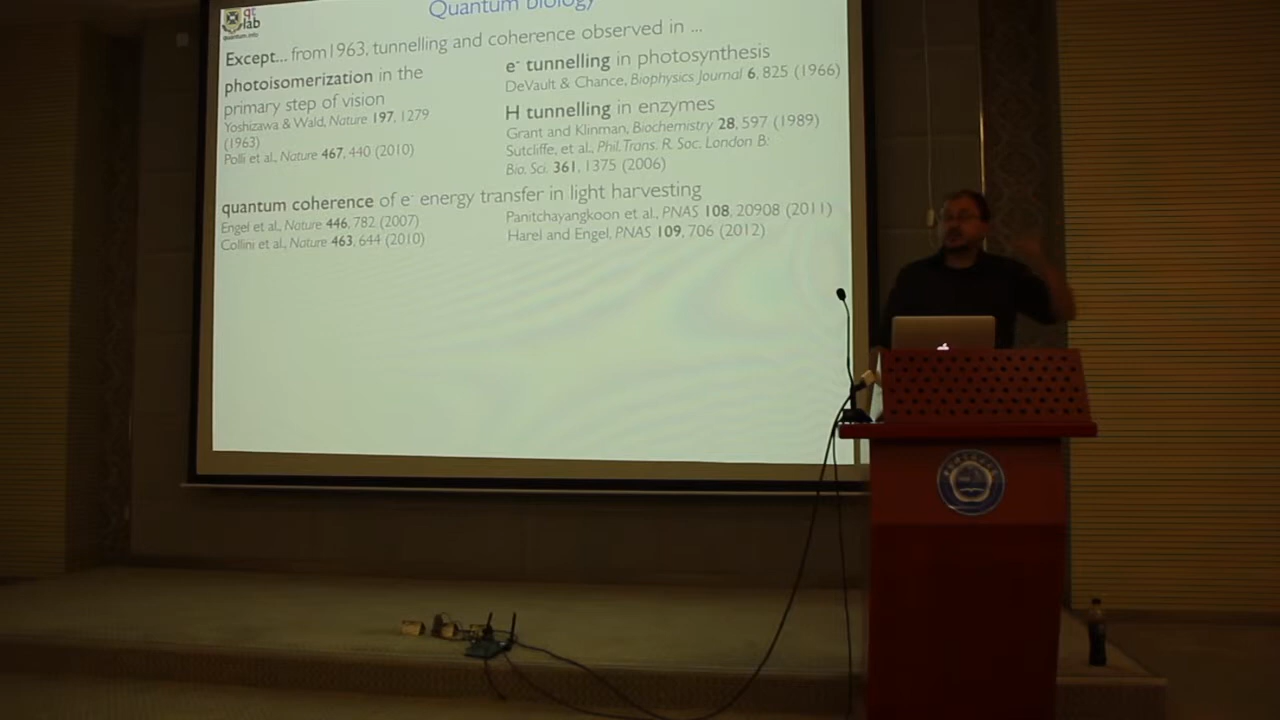 Quantum biology
qt
lab
quantum.info
Except... from 1963, tunnelling and coherence observed in ...
photoisomerization in the
primary step of vision
Yoshizawa & Wald, Nature 197, 1279
(1963)
Polli et al., Nature 467, 440 (2010)
e- tunnelling in photosynthesis
DeVault & Chance, Biophysics Journal 6, 825 (1966)
H tunnelling in enzymes
Grant and Klinman, Biochemistry 28, 597 (1989)
Sutcliffe, et al., Phil. Trans. R. Soc. London B:
Bio. Sci. 361, 1375 (2006)
quantum coherence of e- energy transfer in light harvesting
Engel et al., Nature 446, 782 (2007)
Collini et al., Nature 463, 644 (2010)
Panitchayangkoon et al., PNAS 108, 20908 (2011)
Harel and Engel, PNAS 109, 706 (2012)